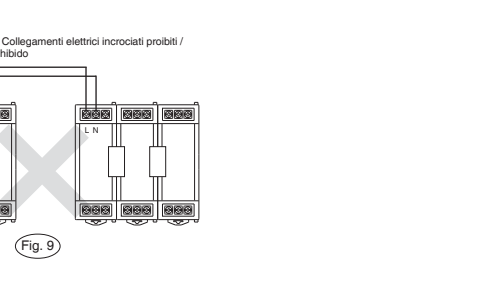 Collegamenti elettrici incrociati proibiti /
hibido
L N
Fig. 9